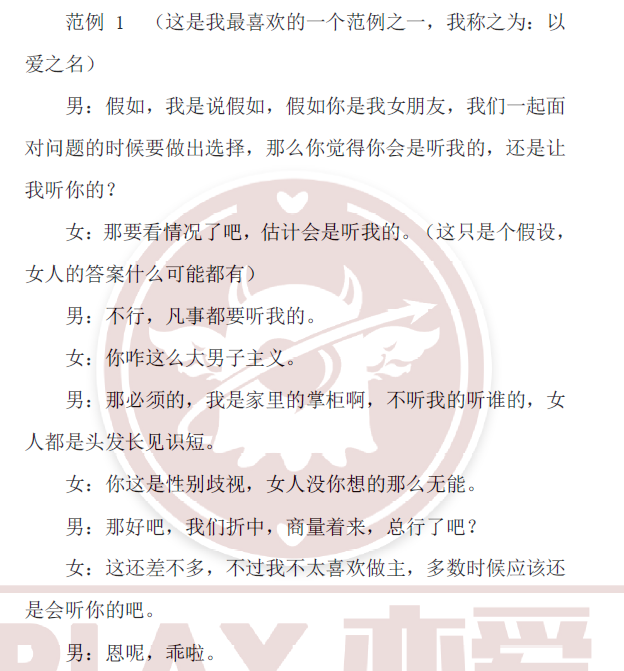 范例 1 （这是我最喜欢的一个范例之一，我称之为：以
爱之名）
男：假如，我是说假如，假如你是我女朋友，我们一起面
对问题的时候要做出选择，那么你觉得你会是听我的，还是让
我听你的？
女：那要看情况了吧，估计会是听我的。（这只是个假设，
女人的答案什么可能都有）
男：不行，凡事都要听我的。
女：你咋这么大男子主义。
男：那必须的，我是家里的掌柜啊，不听我的听谁的，女
人都是头发长见识短。
女：你这是性别歧视，女人没你想的那么无能。
男：那好吧，我们折中，商量着来，总行了吧？
女：这还差不多，不过我不太喜欢做主，多数时候应该还
是会听你的吧。
男：恩呢，乖啦。
PLAY 恋爱